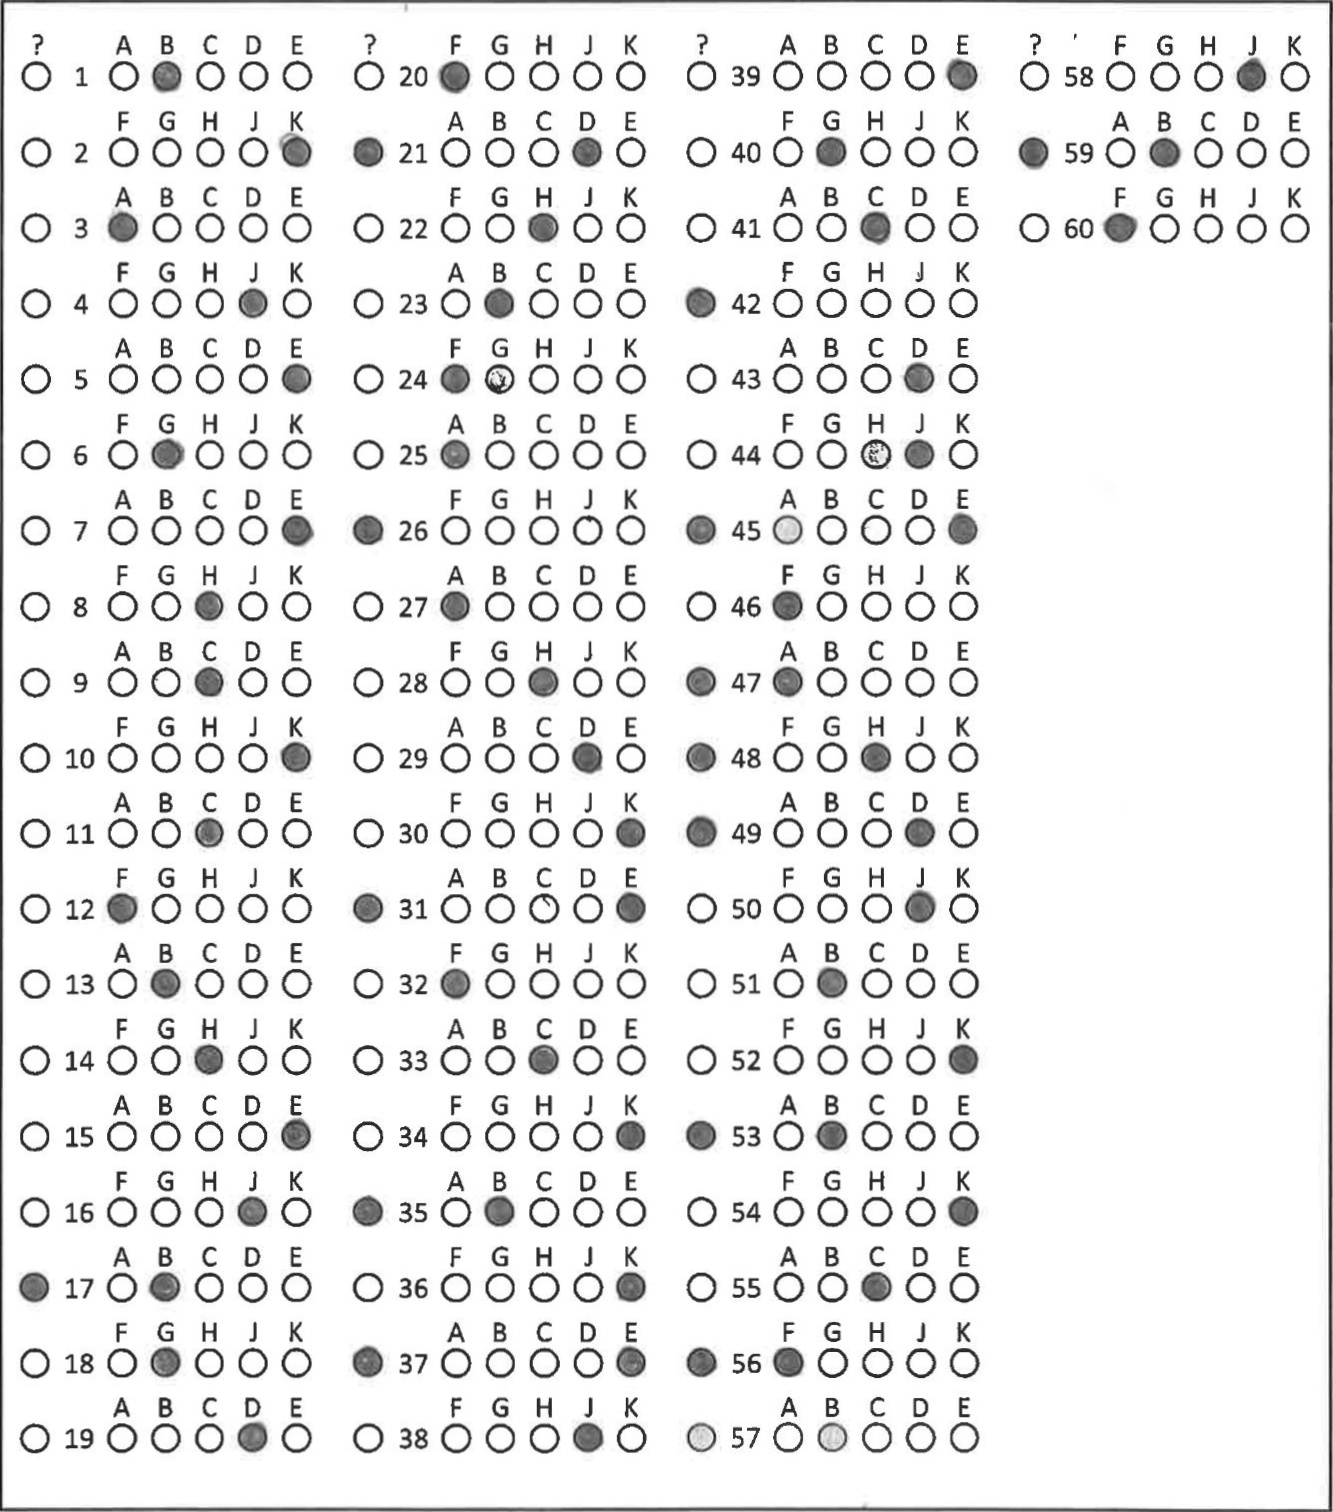 ? A B C D E ? F G H J K ? A B C D E ? F G H J K
1 20 39 58
F G H J K A B C D E F G H J K A B C D E
2 21 40 59
A B C D E F G H J K A B C D E F G H J K
3 22 41 60
F G H J K A B C D E F G H J K
4 23 42
A B C D E F G H J K A B C D E
5 24 43
F G H J K A B C D E F G H J K
6 25 44
A B C D E F G H J K A B C D E
7 26 45
F G H J K A B C D E F G H J K
8 27 46
A B C D E F G H J K A B C D E
9 28 47
F G H J K A B C D E F G H J K
10 29 48
A B C D E F G H J K A B C D E
11 30 49
F G H J K A B C D E F G H J K
12 31 50
A B C D E F G H J K A B C D E
13 32 51
F G H J K A B C D E F G H J K
14 33 52
A B C D E F G H J K A B C D E
15 34 53
F G H J K A B C D E F G H J K
16 35 54
A B C D E F G H J K A B C D E
17 36 55
F G H J K A B C D E F G H J K
18 37 56
A B C D E F G H J K A B C D E
19 38 57